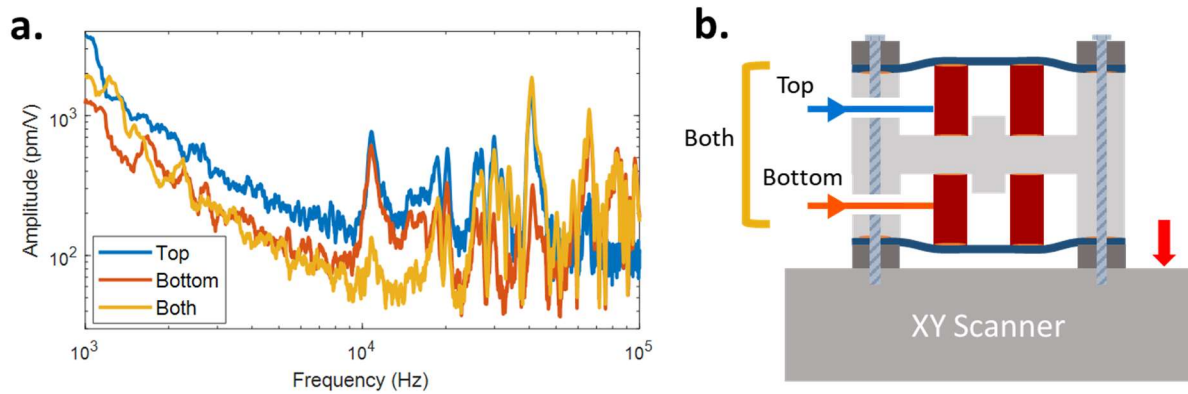 a.
Amplitude (pm/V)
10³
10²
Top
Bottom
Both
10³
10⁴
10⁵
Frequency (Hz)
b.
Top
Both
Bottom
XY Scanner